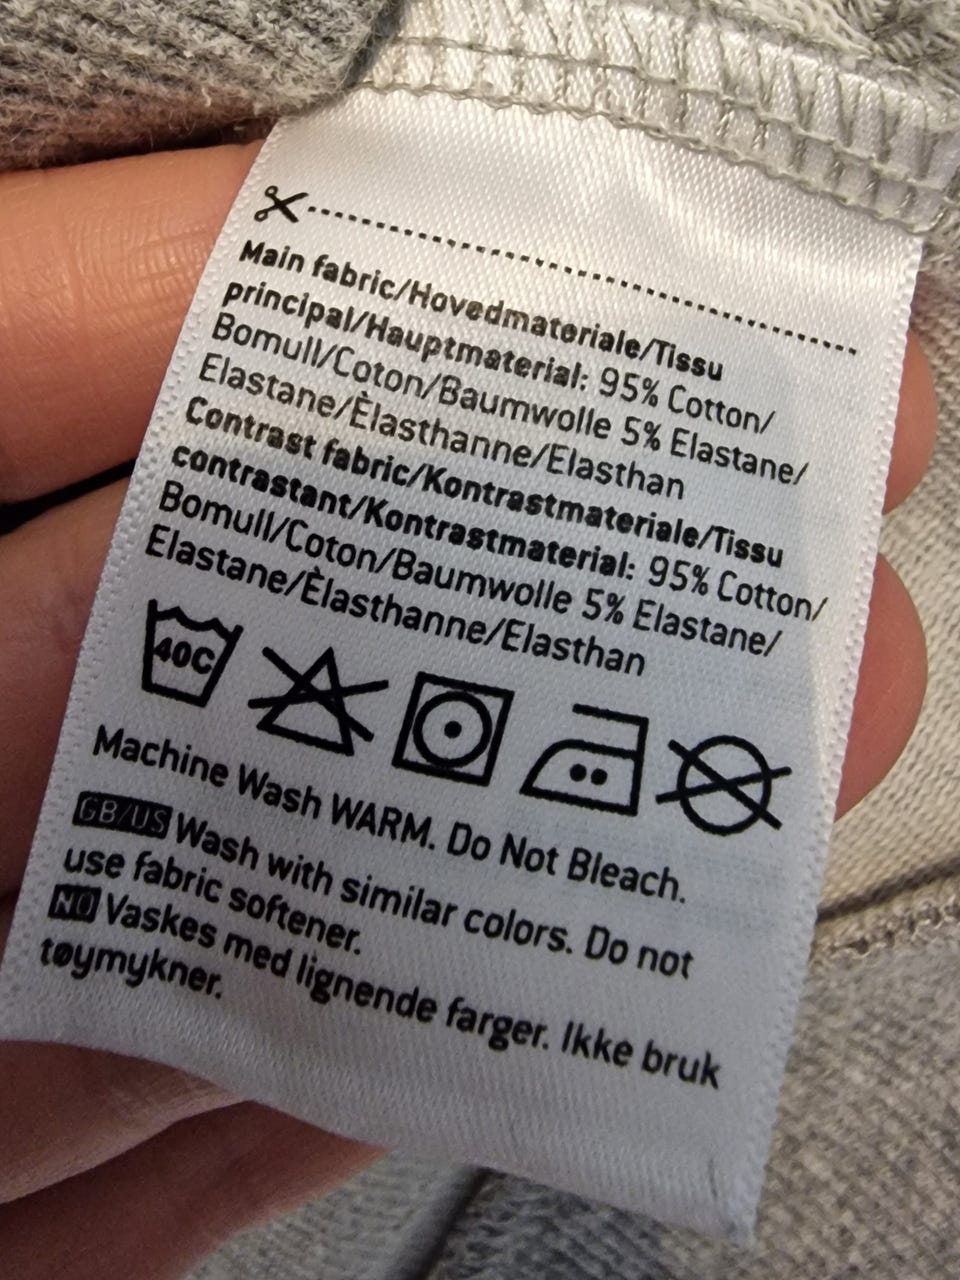 Main fabric/Hovedmateriale/Tissu
principal/Hauptmaterial: 95% Cotton/
Bomull/Coton/Baumwolle 5% Elastane/
Elastane/Èlasthanne/Elasthan
Contrast fabric/Kontrastmateriale/Tissu
contrastant/Kontrastmaterial: 95% Cotton/
Bomull/Coton/Baumwolle 5% Elastane/
Elastane/Èlasthanne/Elasthan
40C
Machine Wash WARM. Do Not Bleach.
GB/US Wash with similar colors. Do not
use fabric softener.
NO Vaskes med lignende farger. Ikke bruk
tøymykner.